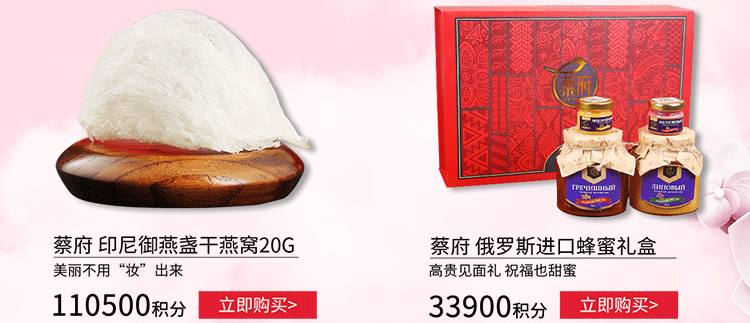 蔡府
ГРЕЧИШНЫЙ
ЛИПОВЫЙ
蔡府 印尼御燕盏干燕窝20G
美丽不用“妆”出来
110500积分 立即购买>
蔡府 俄罗斯进口蜂蜜礼盒
高贵见面礼 祝福也甜蜜
33900积分 立即购买>